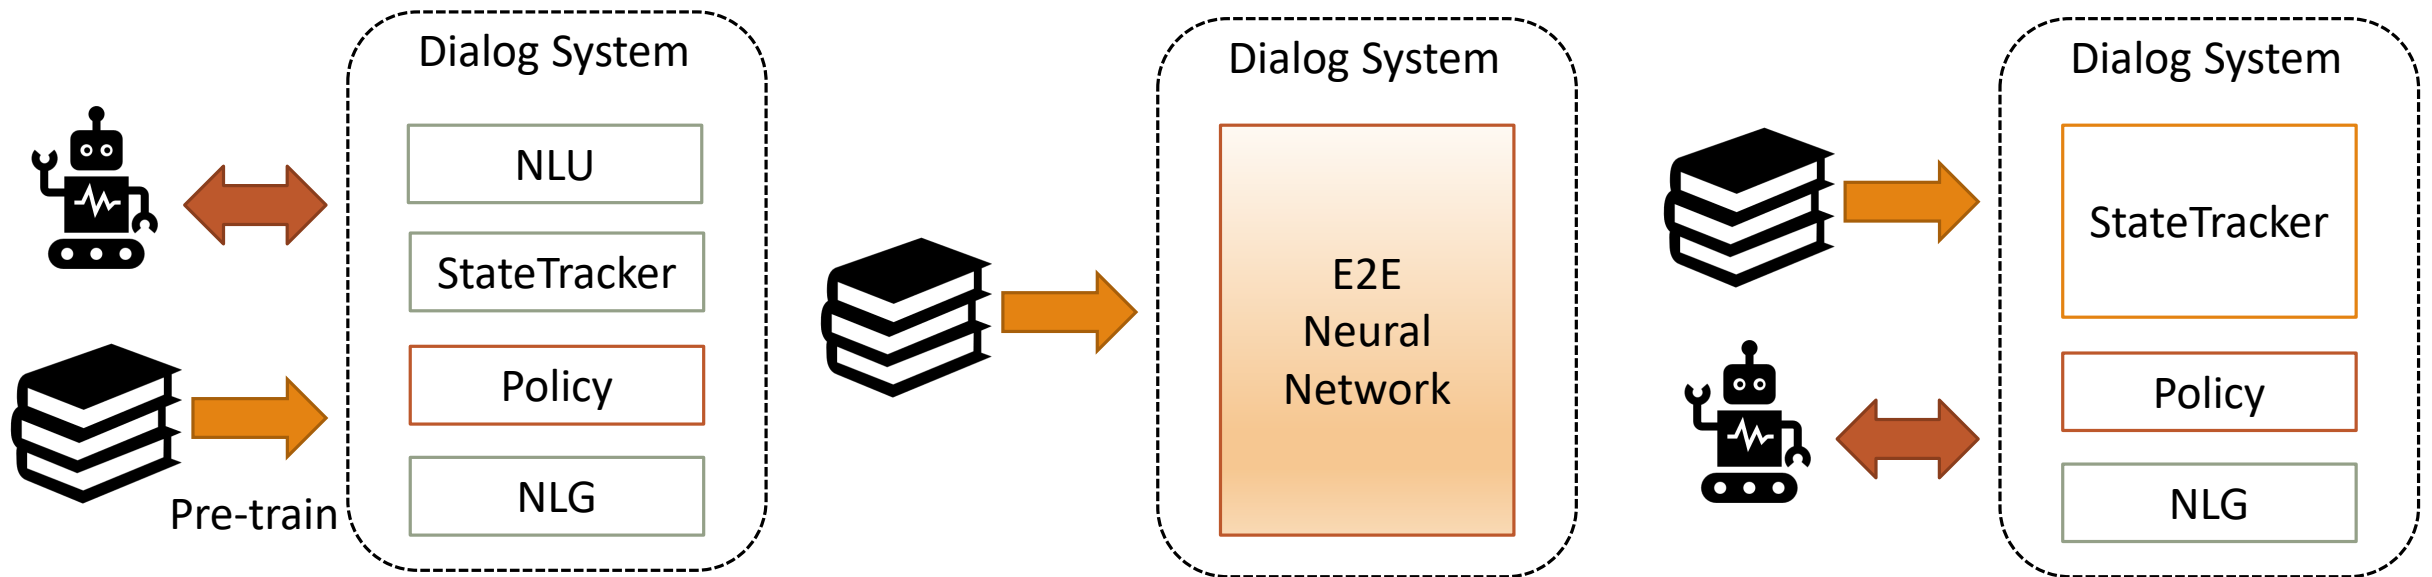 Dialog System
NLU
StateTracker
Policy
NLG
Pre-train
Dialog System
E2E
Neural
Network
Dialog System
StateTracker
Policy
NLG